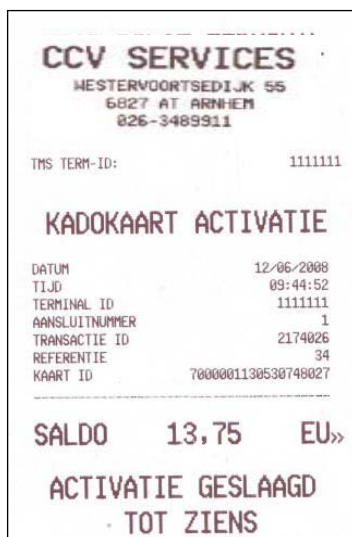 CCV SERVICES
WESTERVOORTSEDIJK 55
6827 AT ARNHEM
026-3489911
TMS TERM-ID: 1111111
KADOKAART ACTIVATIE
DATUM 12/06/2008
TIJD 09:44:52
TERMINAL ID 1111111
AANSLUITNUMMER 1
TRANSACTIE ID 2174026
REFERENTIE 34
KAART ID 7000001130530748027
SALDO 13,75 EU»
ACTIVATIE GESLAAGD
TOT ZIENS